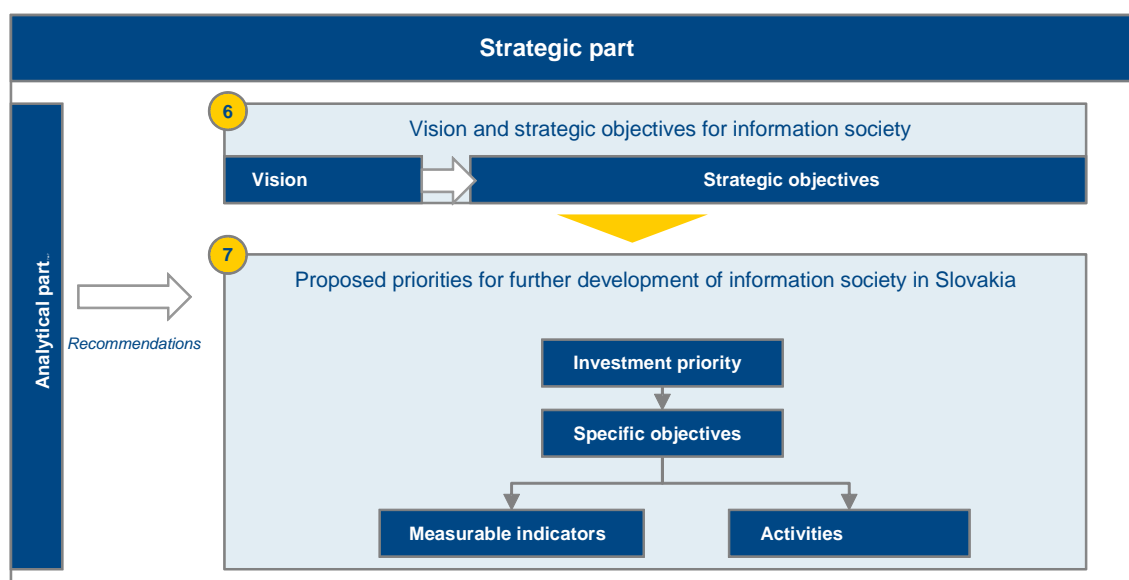 Strategic part
6
Vision and strategic objectives for information society
Vision
Strategic objectives
7
Proposed priorities for further development of information society in Slovakia
Analytical part...
Recommendations
Investment priority
Specific objectives
Measurable indicators
Activities